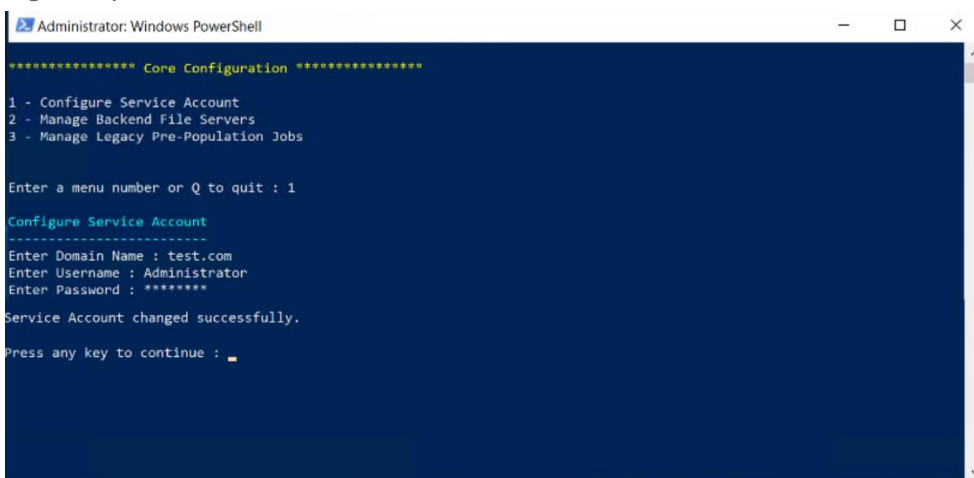 Administrator: Windows PowerShell
**************** Core Configuration ****************
1 - Configure Service Account
2 - Manage Backend File Servers
3 - Manage Legacy Pre-Population Jobs
Enter a menu number or Q to quit : 1
Configure Service Account
-------------------------
Enter Domain Name : test.com
Enter Username : Administrator
Enter Password : ********
Service Account changed successfully.
Press any key to continue : _